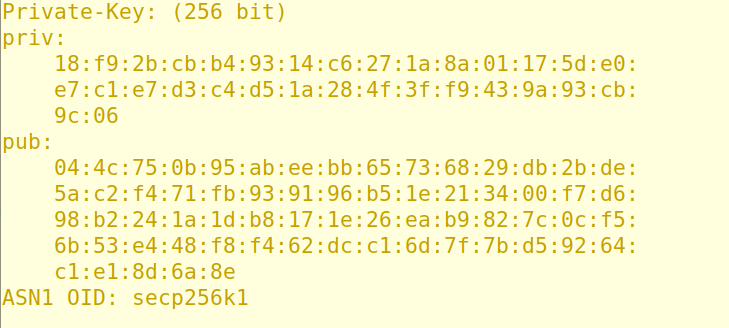 Private-Key: (256 bit)
priv:
18:f9:2b:cb:b4:93:14:c6:27:1a:8a:01:17:5d:e0:
e7:c1:e7:d3:c4:d5:1a:28:4f:3f:f9:43:9a:93:cb:
9c:06
pub:
04:4c:75:0b:95:ab:ee:bb:65:73:68:29:db:2b:de:
5a:c2:f4:71:fb:93:91:96:b5:1e:21:34:00:f7:d6:
98:b2:24:1a:1d:b8:17:1e:26:ea:b9:82:7c:0c:f5:
6b:53:e4:48:f8:f4:62:dc:c1:6d:7f:7b:d5:92:64:
c1:e1:8d:6a:8e
ASN1 OID: secp256k1